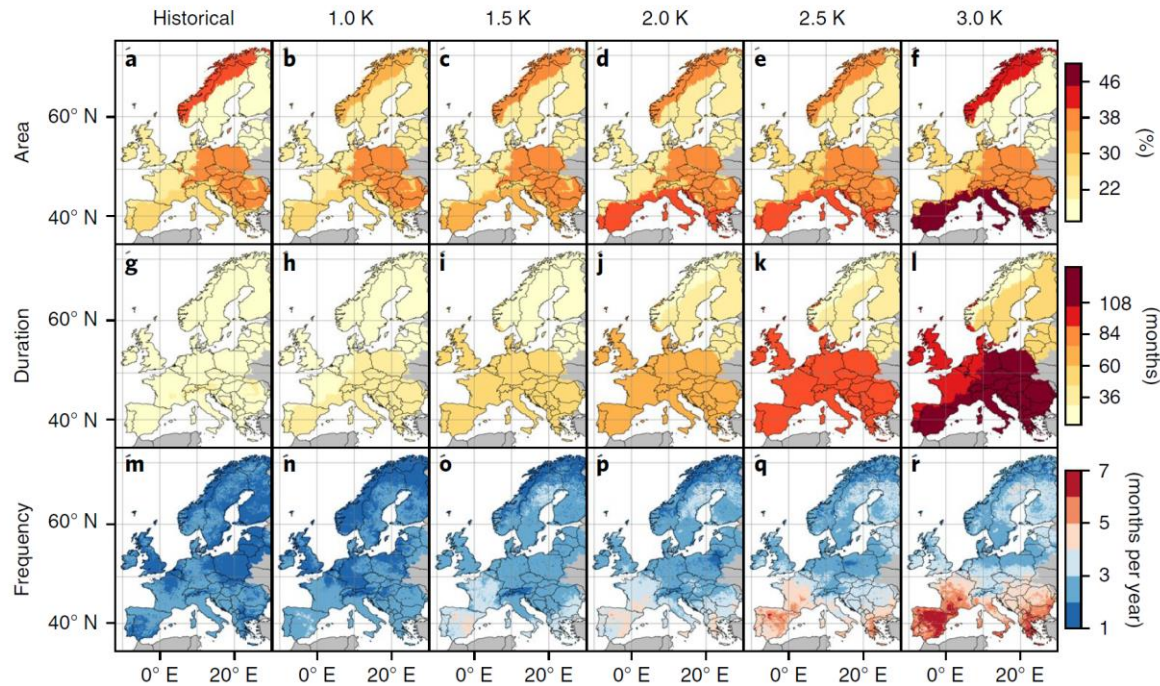 Historical 1.0 K 1.5 K 2.0 K 2.5 K 3.0 K
a b c d e f
Area
60° N
40° N
46
38
30
22
(%)
g h i j k l
Duration
60° N
40° N
108
84
60
36
(months)
m n o p q r
Frequency
60° N
40° N
7
5
3
1
(months per year)
0° E 20° E 0° E 20° E 0° E 20° E 0° E 20° E 0° E 20° E 0° E 20° E